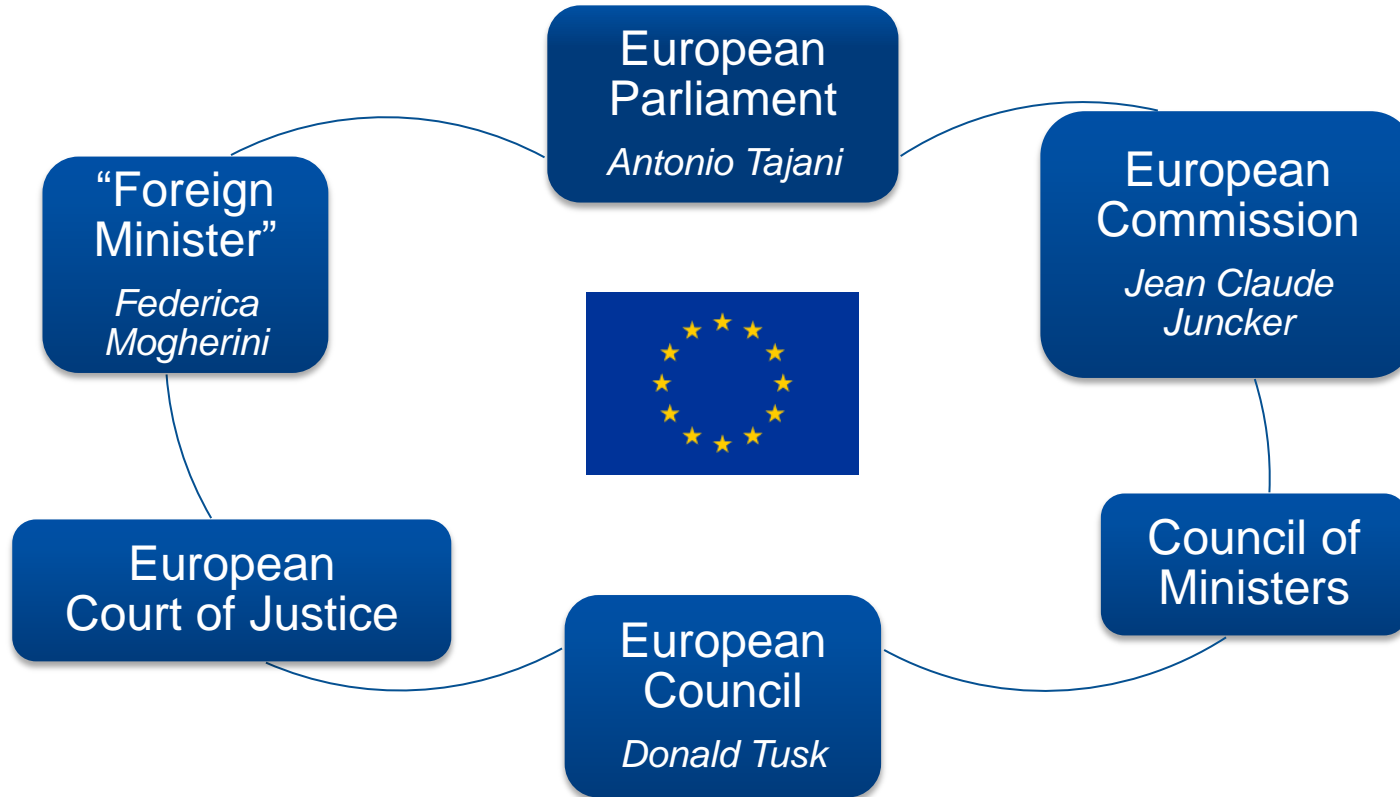 European
Parliament
Antonio Tajani
European
Commission
Jean Claude
Juncker
Council of
Ministers
European
Council
Donald Tusk
European
Court of Justice
“Foreign
Minister”
Federica
Mogherini